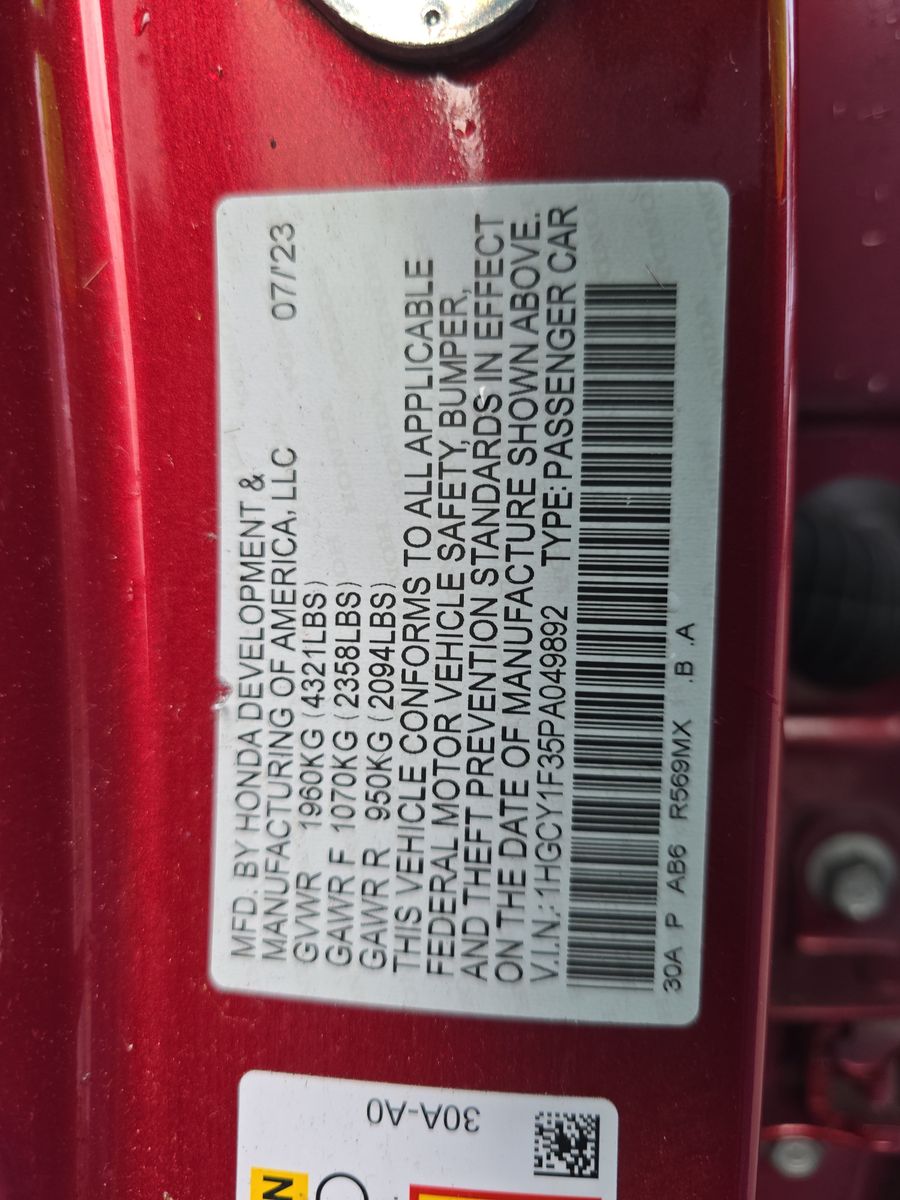 MFD. BY HONDA DEVELOPMENT &
MANUFACTURING OF AMERICA, LLC 07/'23
GVWR 1960KG (4321LBS)
GAWR F 1070KG (2358LBS)
GAWR R 950KG (2094LBS)
THIS VEHICLE CONFORMS TO ALL APPLICABLE
FEDERAL MOTOR VEHICLE SAFETY, BUMPER,
AND THEFT PREVENTION STANDARDS IN EFFECT
ON THE DATE OF MANUFACTURE SHOWN ABOVE.
V.I.N.:1HGCY1F35PA049892 TYPE: PASSENGER CAR
30A P AB6 R569MX .B .A
30A-A0